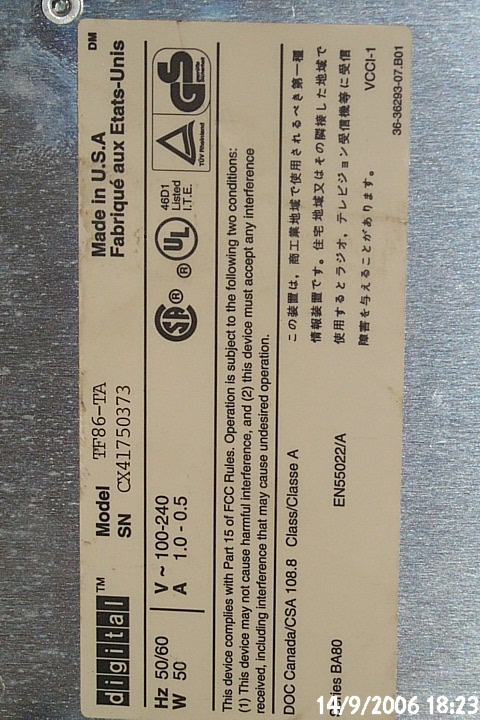 digital™
Model TF86-TA
SN CX41750373
Made in U.S.A
Fabriqué aux Etats-Unis
DM
Hz 50/60 V ~ 100-240
W 50 A 1.0 - 0.5
SA ® ® UL 46D1
Listed
I.T.E.
TÜV Rheinland
GS
This device complies with Part 15 of FCC Rules. Operation is subject to the following two conditions:
(1) This device may not cause harmful interference, and (2) this device must accept any interference
received, including interference that may cause undesired operation.
DOC Canada/CSA 108.8 Class/Classe A
EN55022/A
ries BA80
この装置は，商工業地域で使用されるべき第一種
情報装置です。住宅地域又はその隣接した地域で
使用するとラジオ，テレビジョン受信機等に受信
障害を与えることがあります。
VCCI-1
36-36293-07.B01
14/9/2006 18:23